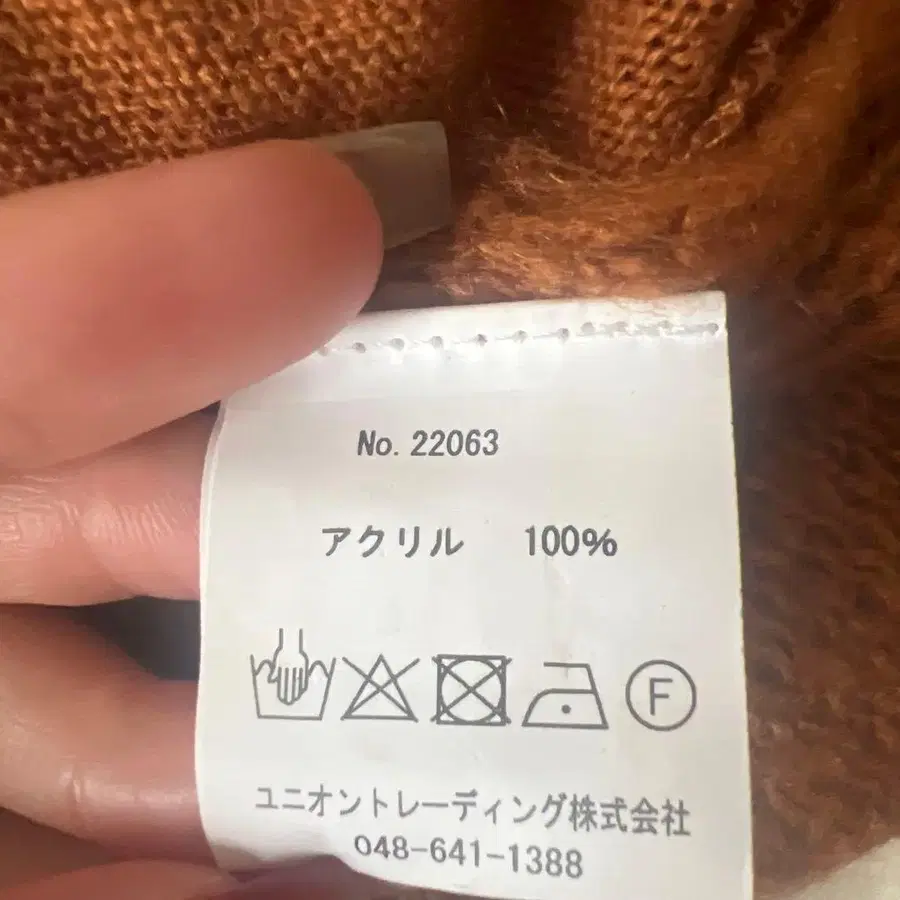 No. 22063
アクリル 100%
F
ユニオントレーディング株式会社
048-641-1388